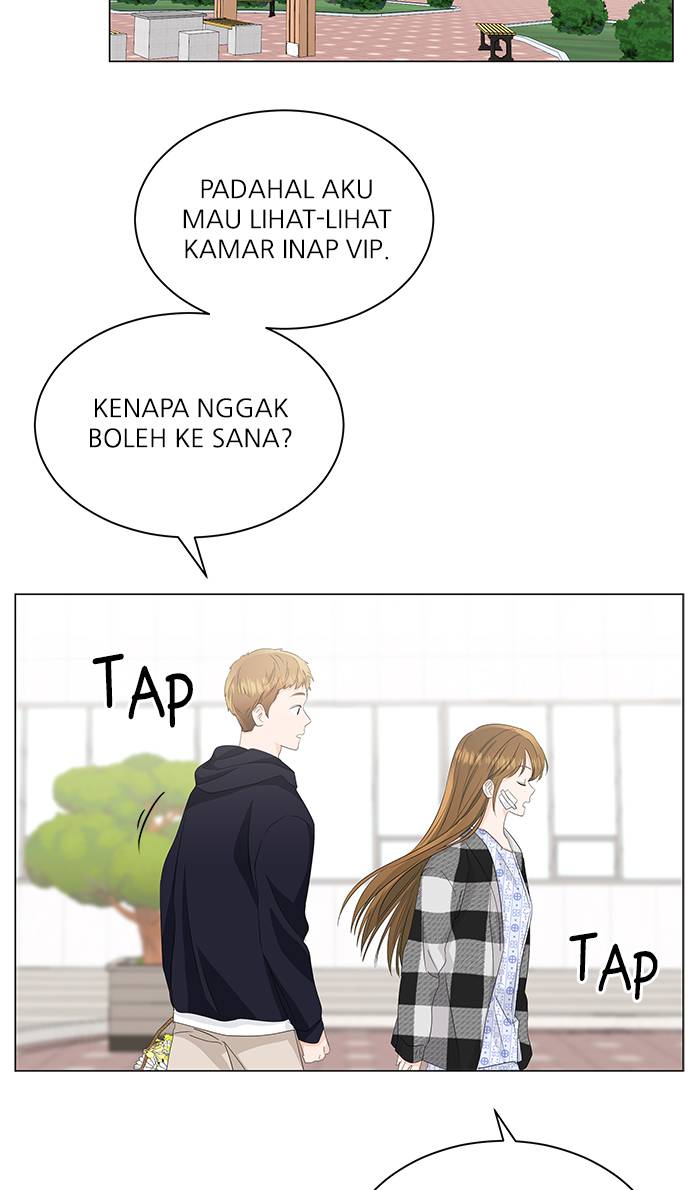 PADAHAL AKU
MAU LIHAT-LIHAT
KAMAR INAP VIP.
KENAPA NGGAK
BOLEH KE SANA?
TAP
TAP